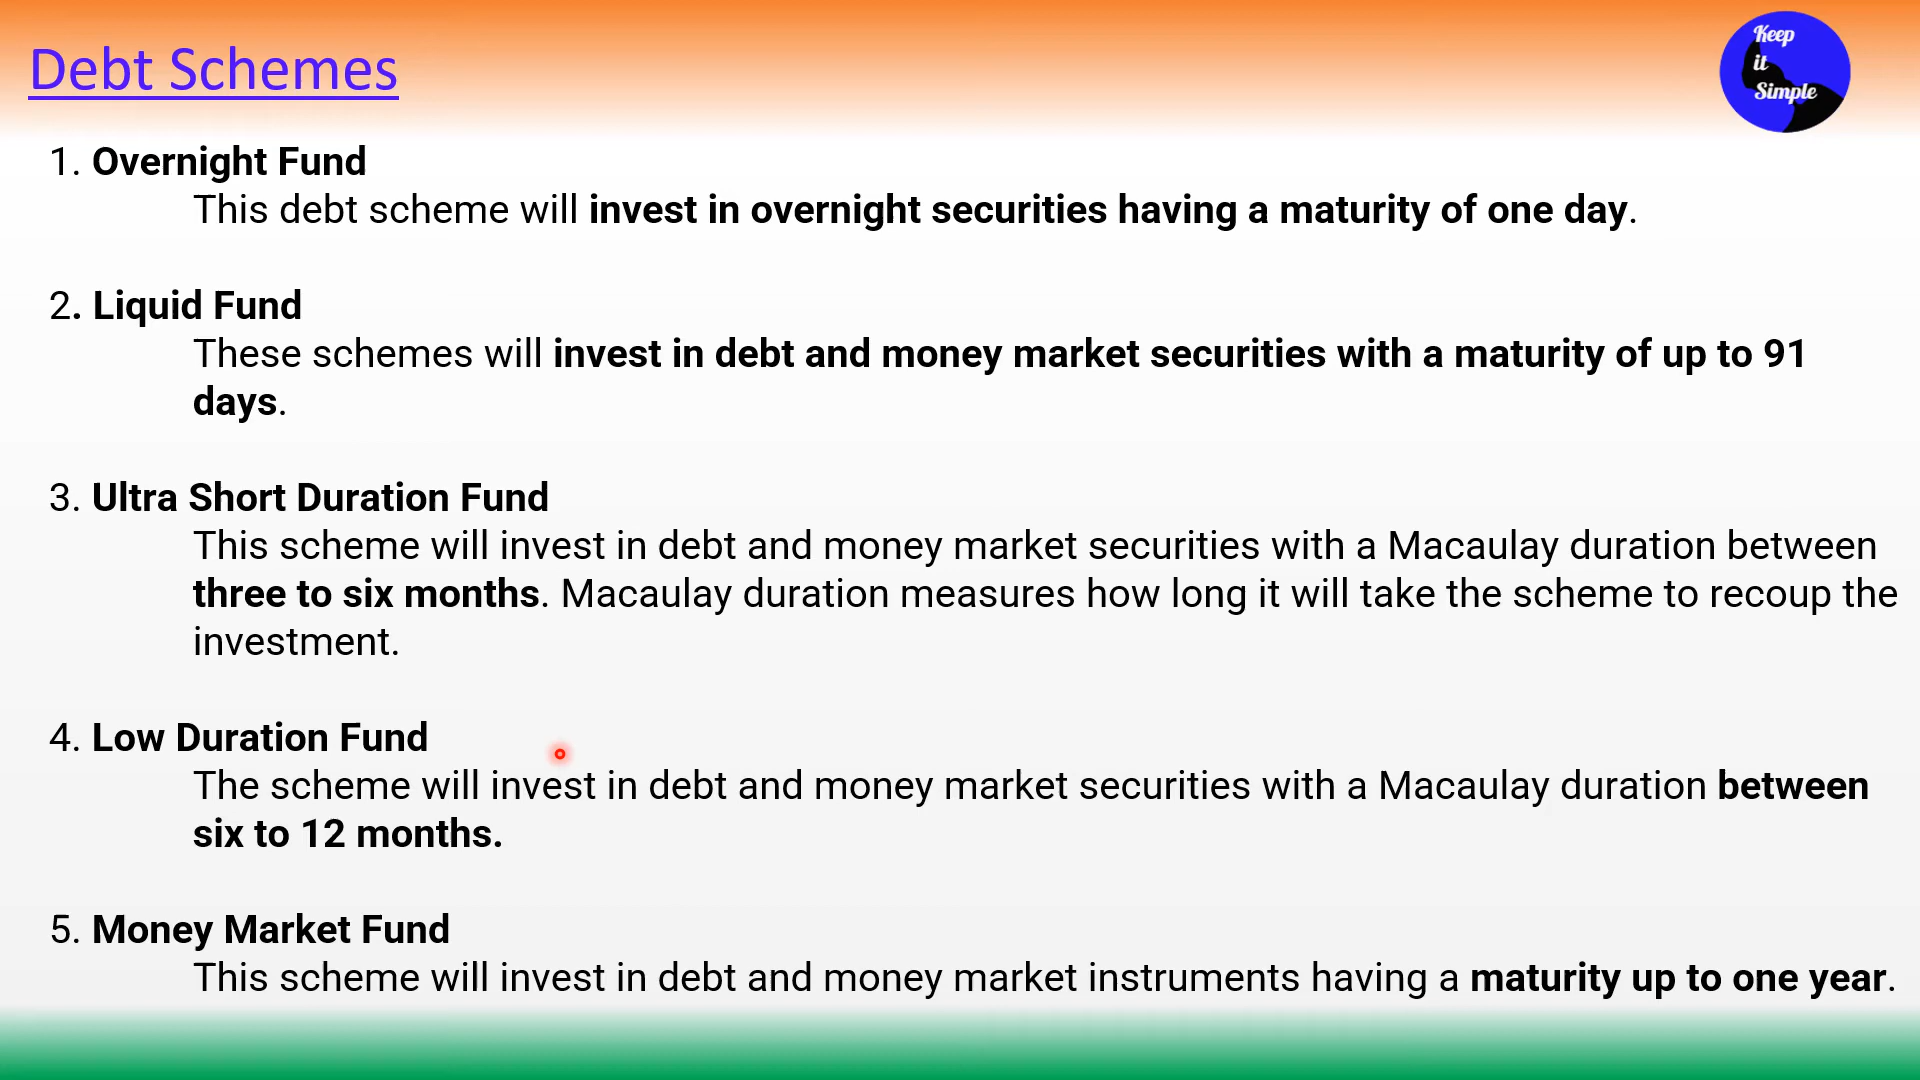 Debt Schemes
Keep
it
Simple
1. Overnight Fund
This debt scheme will invest in overnight securities having a maturity of one day.
2. Liquid Fund
These schemes will invest in debt and money market securities with a maturity of up to 91
days.
3. Ultra Short Duration Fund
This scheme will invest in debt and money market securities with a Macaulay duration between
three to six months. Macaulay duration measures how long it will take the scheme to recoup the
investment.
4. Low Duration Fund
The scheme will invest in debt and money market securities with a Macaulay duration between
six to 12 months.
5. Money Market Fund
This scheme will invest in debt and money market instruments having a maturity up to one year.